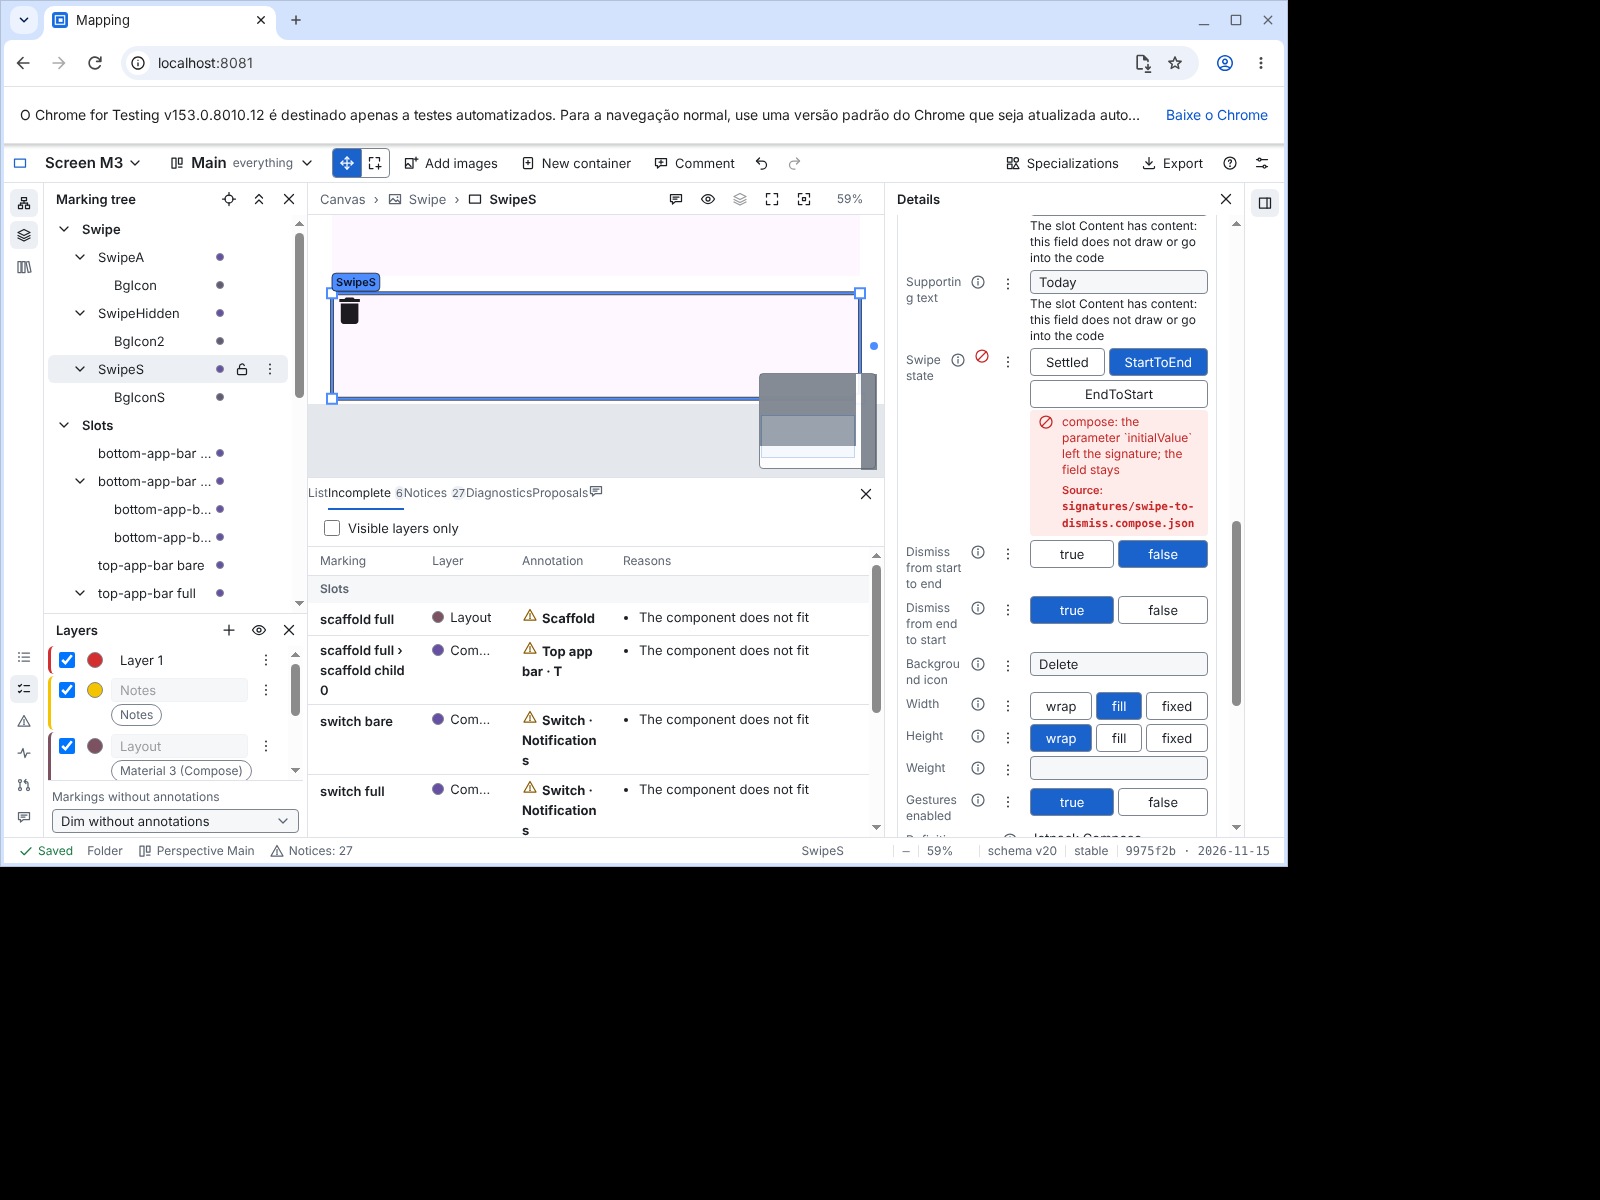 Mapping
localhost:8081
O Chrome for Testing v153.0.8010.12 é destinado apenas a testes automatizados. Para a navegação normal, use uma versão padrão do Chrome que seja atualizada auto...
Baixe o Chrome
Screen M3
Main everything
Add images
New container
Comment
Specializations
Export
Marking tree
Swipe
SwipeA
BgIcon
SwipeHidden
BgIcon2
SwipeS
BgIconS
Slots
bottom-app-bar ...
bottom-app-bar ...
bottom-app-b...
bottom-app-b...
top-app-bar bare
top-app-bar full
Layers
Layer 1
Notes
Notes
Layout
Material 3 (Compose)
Markings without annotations
Dim without annotations
Canvas › Swipe › SwipeS
59%
SwipeS
List Incomplete 6 Notices 27 Diagnostics Proposals
Visible layers only
Marking Layer Annotation Reasons
Slots
scaffold full Layout Scaffold • The component does not fit
scaffold full › Com... Top app • The component does not fit
scaffold child bar · T
0
switch bare Com... Switch · • The component does not fit
Notification
s
switch full Com... Switch · • The component does not fit
Notification
s
Details
The slot Content has content:
this field does not draw or go
into the code
Supportin
g text
Today
The slot Content has content:
this field does not draw or go
into the code
Swipe
state
Settled StartToEnd
EndToStart
compose: the
parameter `initialValue`
left the signature; the
field stays
Source:
signatures/swipe-to-
dismiss.compose.json
Dismiss
from start
to end
true false
Dismiss
from end
to start
true false
Backgrou
nd icon
Delete
Width wrap fill fixed
Height wrap fill fixed
Weight
Gestures
enabled
true false
Saved Folder Perspective Main Notices: 27
SwipeS – 59% schema v20 stable 9975f2b · 2026-11-15